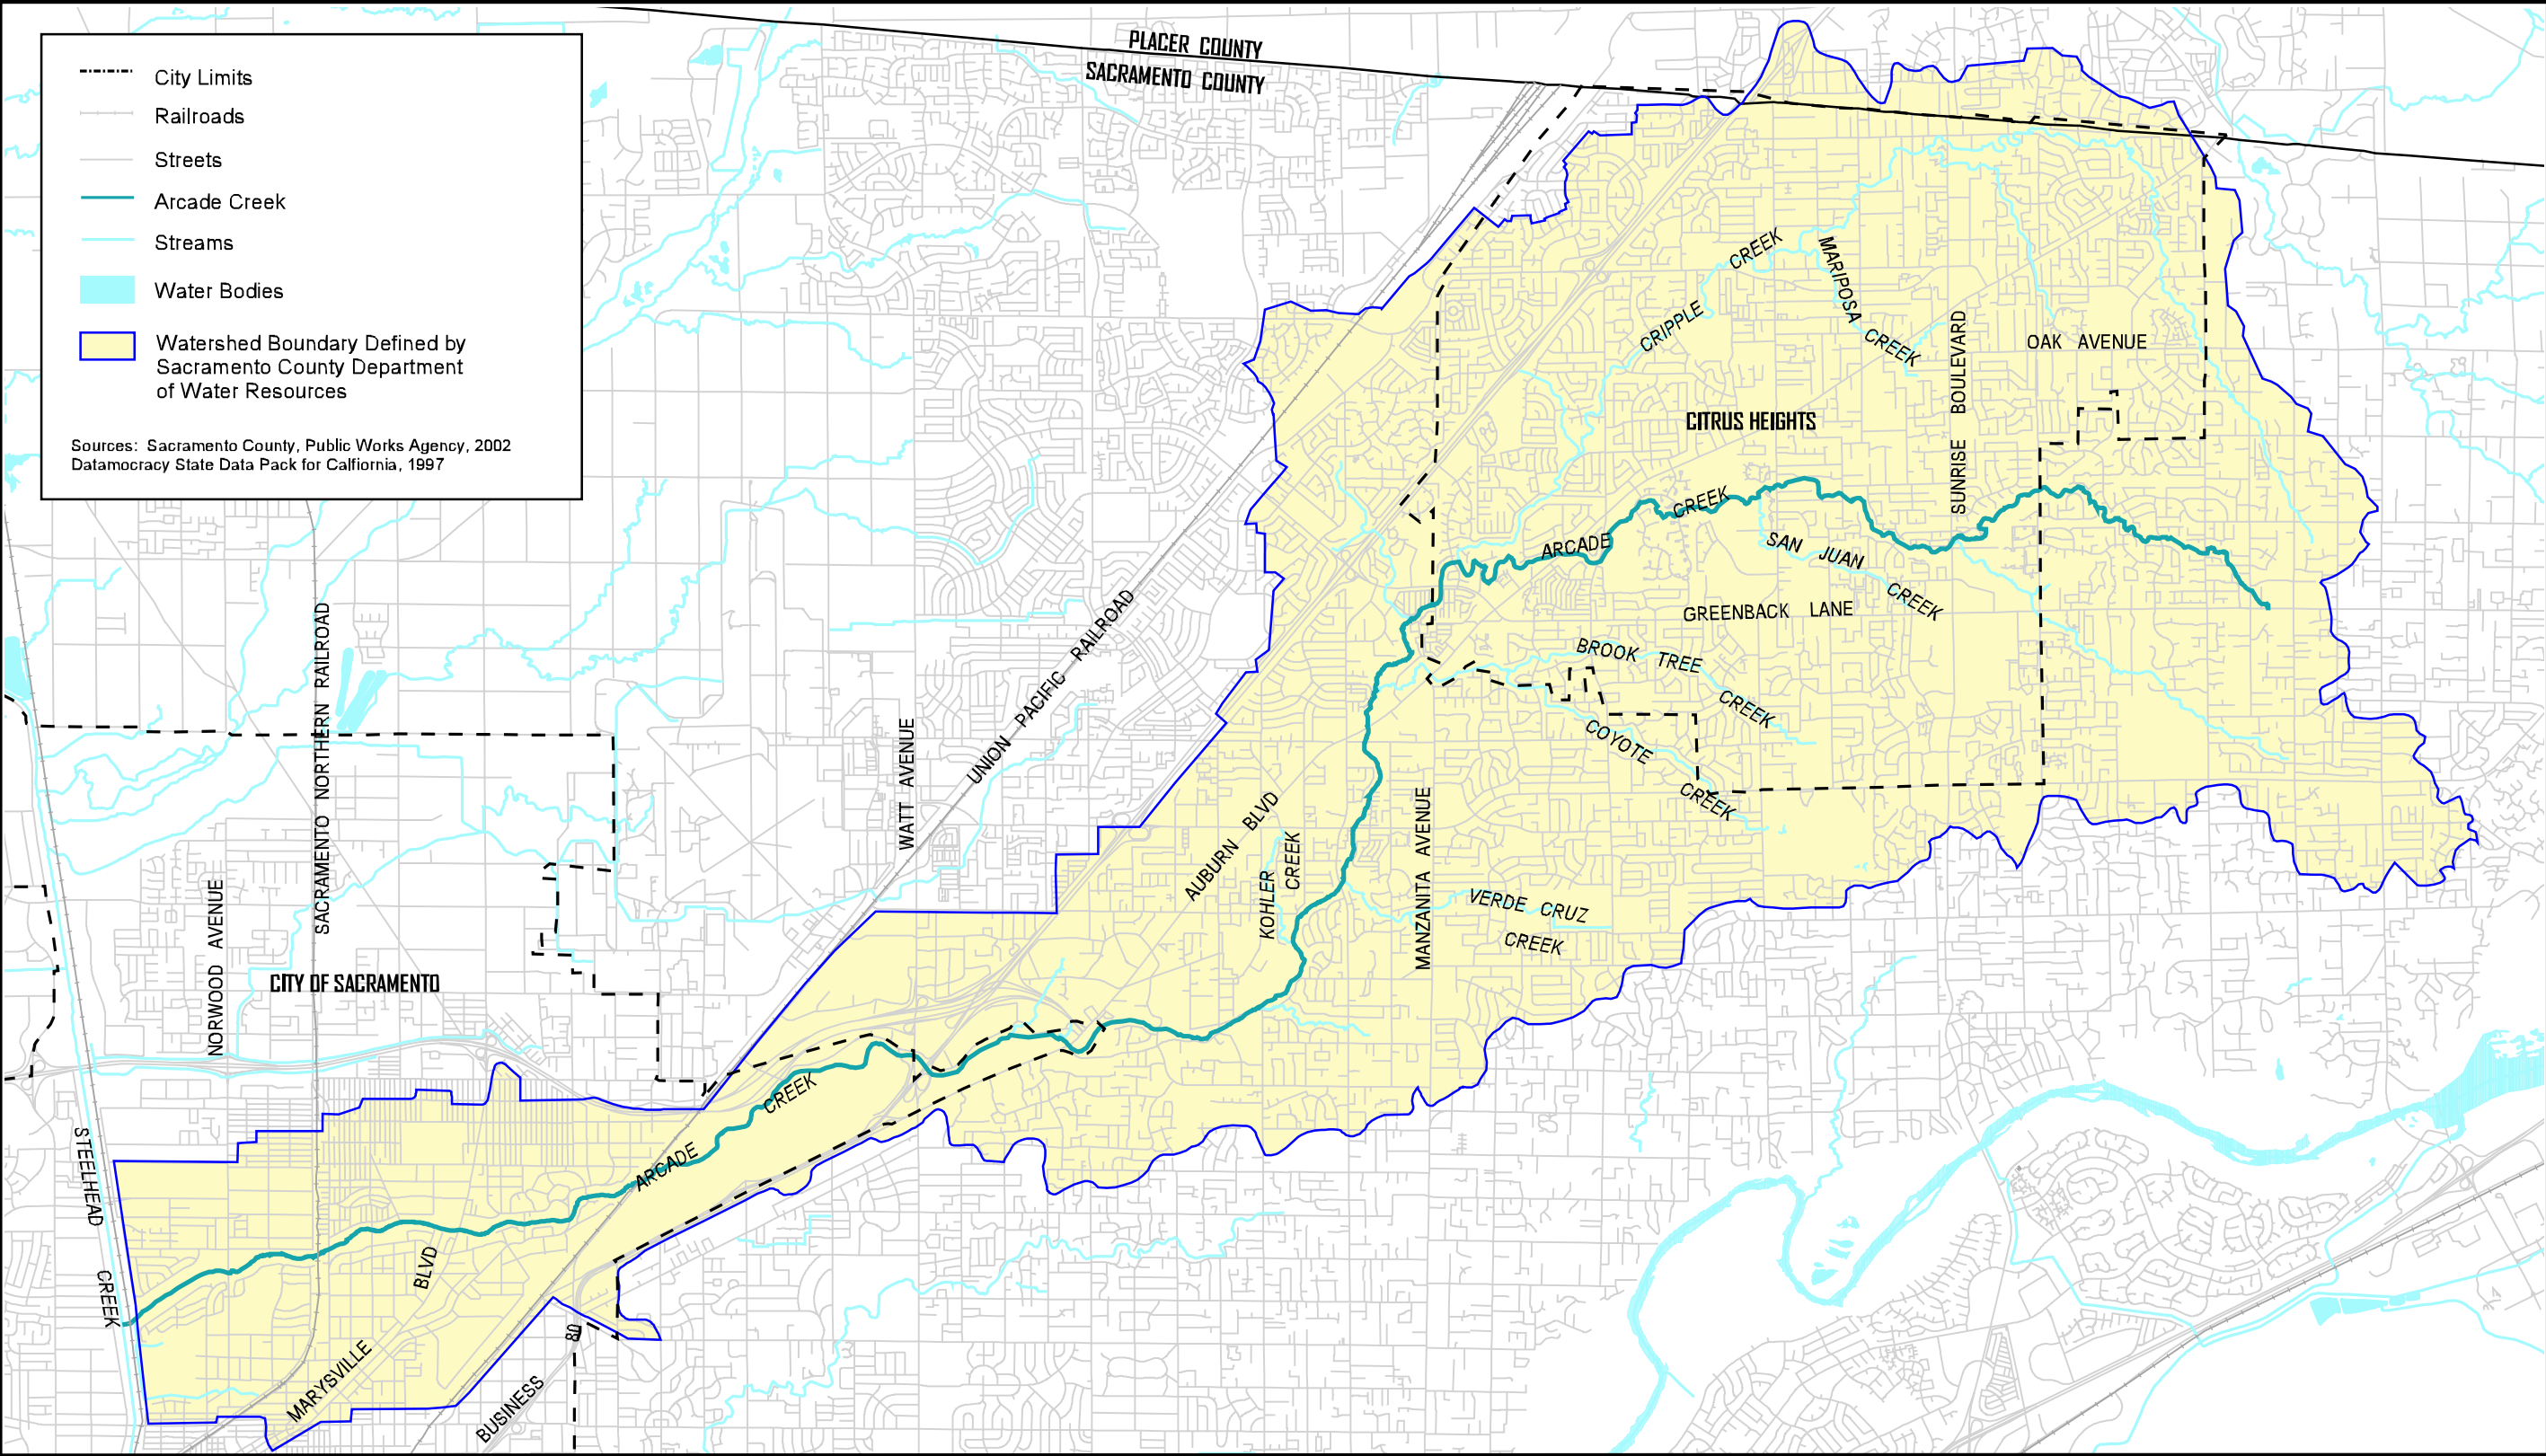 City Limits
Railroads
Streets
Arcade Creek
Streams
Water Bodies
Watershed Boundary Defined by
Sacramento County Department
of Water Resources
Sources: Sacramento County, Public Works Agency, 2002
Datamocracy State Data Pack for Calfiornia, 1997
PLACER COUNTY
SACRAMENTO COUNTY
CRIPPLE CREEK
MARIPOSA CREEK
SUNRISE BOULEVARD
OAK AVENUE
CITRUS HEIGHTS
ARCADE CREEK
SAN JUAN CREEK
GREENBACK LANE
BROOK TREE CREEK
COYOTE CREEK
SACRAMENTO NORTHERN RAILROAD
UNION PACIFIC RAILROAD
WATT AVENUE
AUBURN BLVD
KOHLER
CREEK
MANZANITA AVENUE
VERDE CRUZ
CREEK
NORWOOD AVENUE
CITY OF SACRAMENTO
ARCADE CREEK
STEELHEAD CREEK
MARYSVILLE BLVD
BUSINESS 80